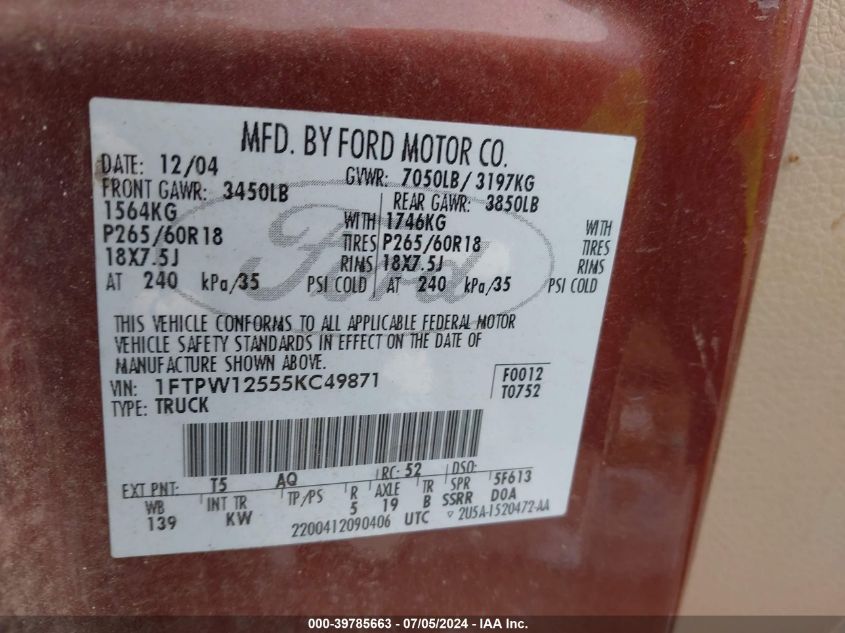 MFD. BY FORD MOTOR CO.
DATE: 12/04 GVWR: 7050LB/ 3197KG
FRONT GAWR: 3450LB REAR GAWR: 3850LB
1564KG WITH 1746KG WITH
P265/60R18 TIRES P265/60R18 TIRES
18X7.5J RIMS 18X7.5J RIMS
AT 240 kPa/35 PSI COLD AT 240 kPa/35 PSI COLD
Ford
THIS VEHICLE CONFORMS TO ALL APPLICABLE FEDERAL MOTOR
VEHICLE SAFETY STANDARDS IN EFFECT ON THE DATE OF
MANUFACTURE SHOWN ABOVE.
VIN: 1FTPW12555KC49871 F0012
TYPE: TRUCK T0752
EXT PNT: T5 AQ RC: 52 DSO:
WB INT TR TP/PS R AXLE TR SPR 5F613
139 KW 5 19 B SSRR DOA
2200412090406 UTC ▿ 2U5A-1520472-AA
000-39785663 - 07/05/2024 - IAA Inc.